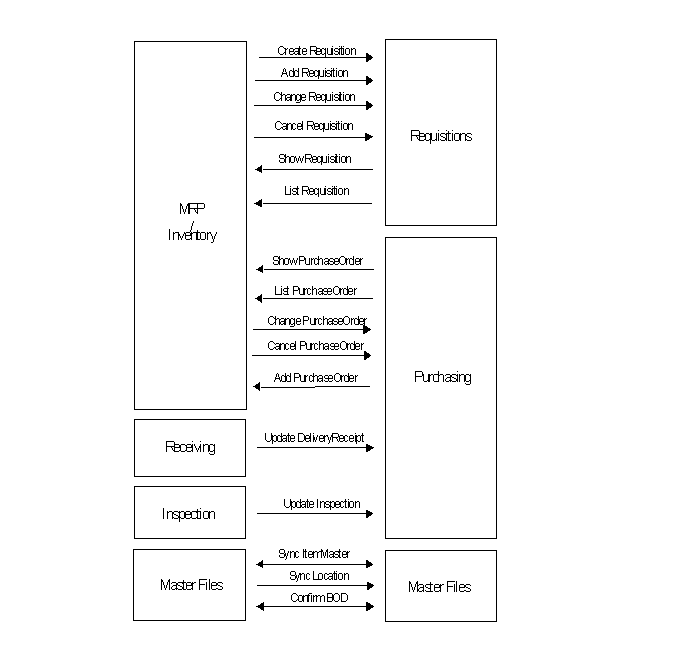 Create Requisition
Add Requisition
Change Requisition
Cancel Requisition
Requisitions
Show Requisition
List Requisition
MRP
/
Inventory
Show PurchaseOrder
List PurchaseOrder
Change PurchaseOrder
Cancel PurchaseOrder
Add PurchaseOrder
Purchasing
Receiving
Update DeliveryReceipt
Inspection
Update Inspection
Master Files
Sync ItemMaster
Sync Location
Confirm BOD
Master Files